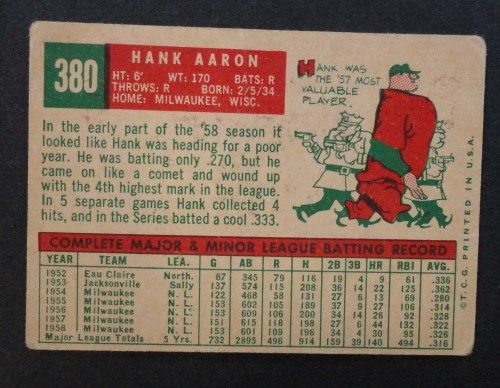 380
HANK AARON
HT: 6' WT: 170 BATS: R
THROWS: R BORN: 2/5/34
HOME: MILWAUKEE, WISC.
HANK WAS
THE '57 MOST
VALUABLE
PLAYER.
In the early part of the '58 season if
looked like Hank was heading for a poor
year. He was batting only .270, but he
came on like a comet and wound up
with the 4th highest mark in the league.
In 5 separate games Hank collected 4
hits, and in the Series batted a cool .333.
COMPLETE MAJOR & MINOR LEAGUE BATTING RECORD
YEAR TEAM LEA. G AB R H 2B 3B HR RBI AVG.
1952 Eau Claire North. 87 345 79 116 19 4 9 61 .336
1953 Jacksonville Sally 137 574 115 208 36 14 22 125 .362
1954 Milwaukee N.L. 122 468 58 131 27 6 13 69 .280
1955 Milwaukee N.L. 153 602 105 189 37 9 27 106 .314
1956 Milwaukee N.L. 153 609 106 200 34 14 26 92 .328
1957 Milwaukee N.L. 151 615 118 198 27 6 44 132 .322
1958 Milwaukee N.L. 153 601 109 196 34 4 30 95 .326
Major League Totals 5 Yrs. 732 2895 496 914 159 39 140 494 .316
©T.C.G. PRINTED IN U.S.A.